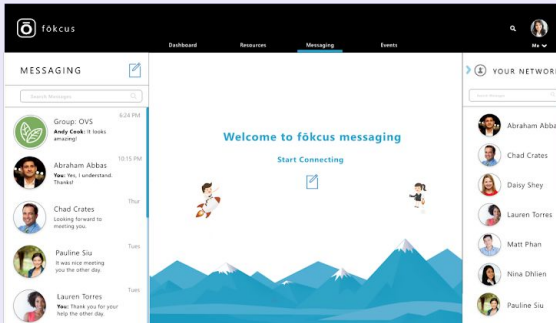 fōkcus
Dashboard
Resources
Messaging
Events
Me
MESSAGING
Search Messages
Group: OVS
6:24 PM
Andy Cook: It looks
amazing!
Abraham Abbas
10:15 PM
You: Yes, I understand.
Thanks!
Chad Crates
Thur
Looking forward to
meeting you.
Pauline Siu
Tues
It was nice meeting
you the other day.
Lauren Torres
Tues
You: Thank you for your
help the other day.
Welcome to fōkcus messaging
Start Connecting
YOUR NETWOR
Search Messages
Abraham Abba
Chad Crates
Daisy Shey
Lauren Torres
Matt Phan
Nina Dhlien
Pauline Siu